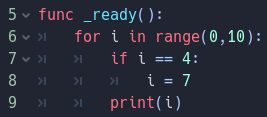 5 func _ready():
6 for i in range(0,10):
7 if i == 4:
8 i = 7
9 print(i)